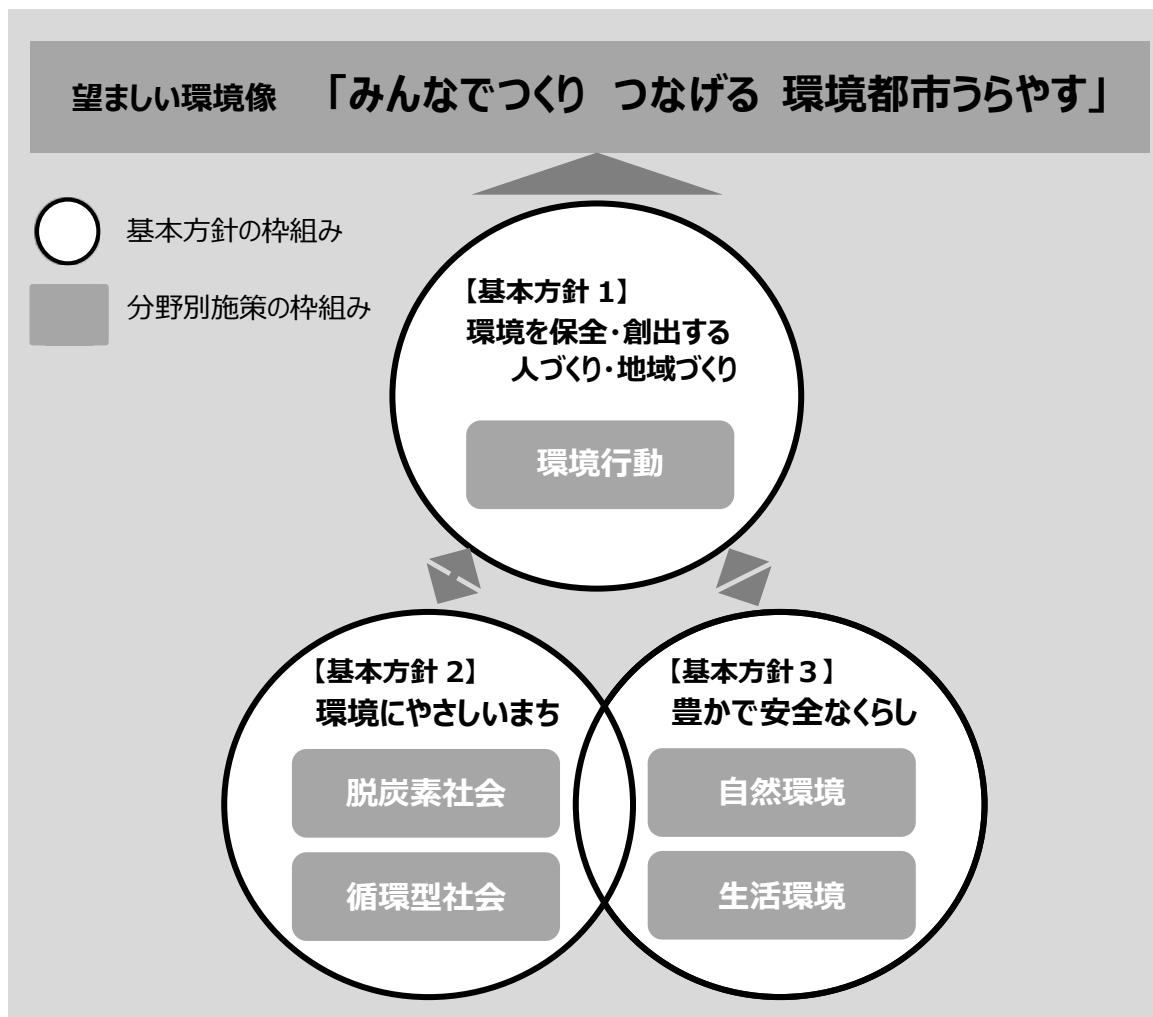 望ましい環境像 「みんなでつくり つなげる 環境都市うらやす」
基本方針の枠組み
分野別施策の枠組み
【基本方針 1】
環境を保全・創出する
人づくり・地域づくり
環境行動
【基本方針 2】
環境にやさしいまち
脱炭素社会
循環型社会
【基本方針３】
豊かで安全なくらし
自然環境
生活環境